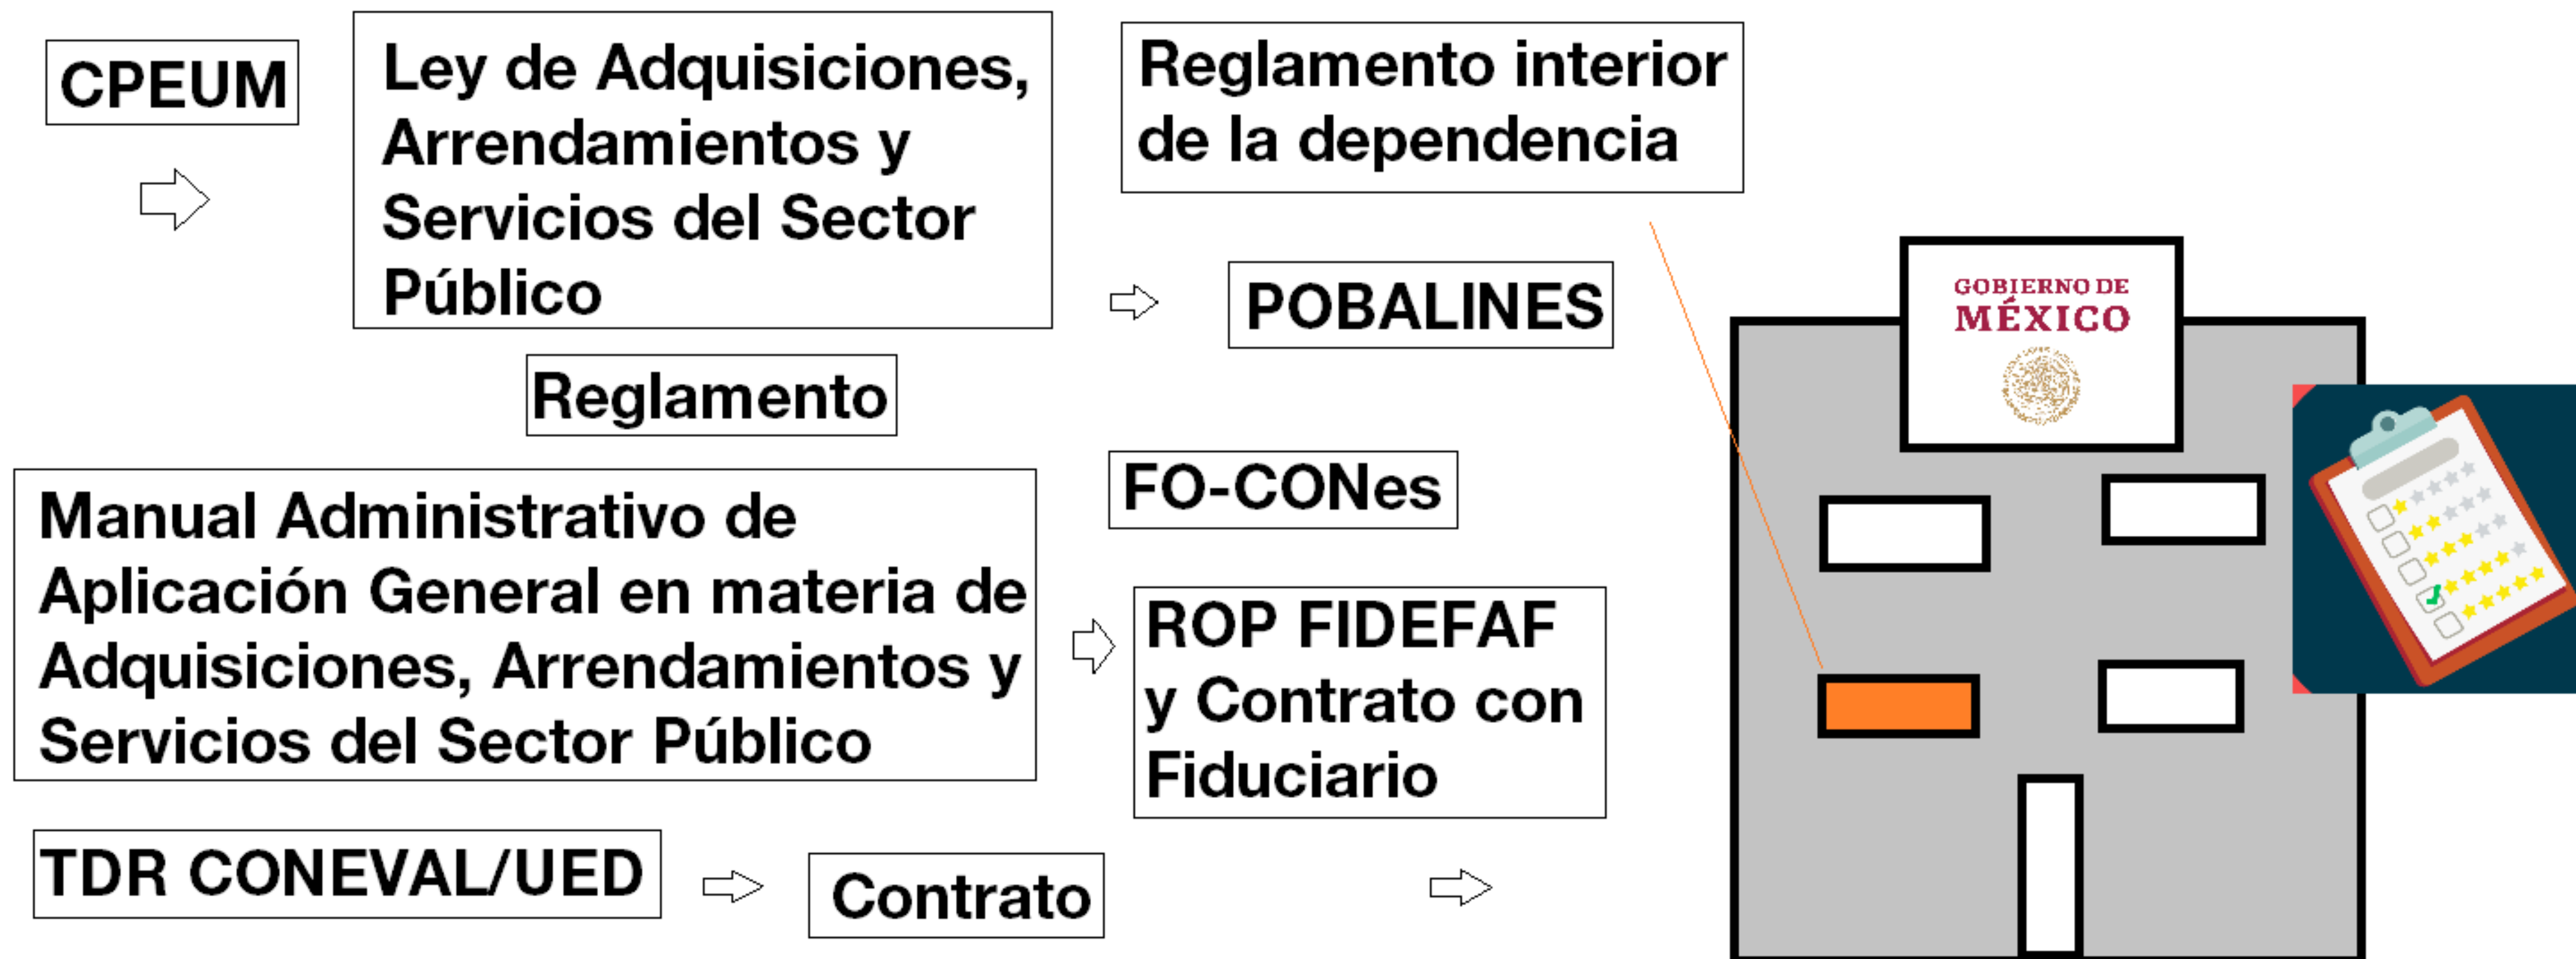 CPEUM
Ley de Adquisiciones,
Arrendamientos y
Servicios del Sector
Público
Reglamento interior
de la dependencia
POBALINES
Reglamento
GOBIERNO DE
MÉXICO
Manual Administrativo de
Aplicación General en materia de
Adquisiciones, Arrendamientos y
Servicios del Sector Público
FO-CONes
ROP FIDEFAF
y Contrato con
Fiduciario
TDR CONEVAL/UED
Contrato